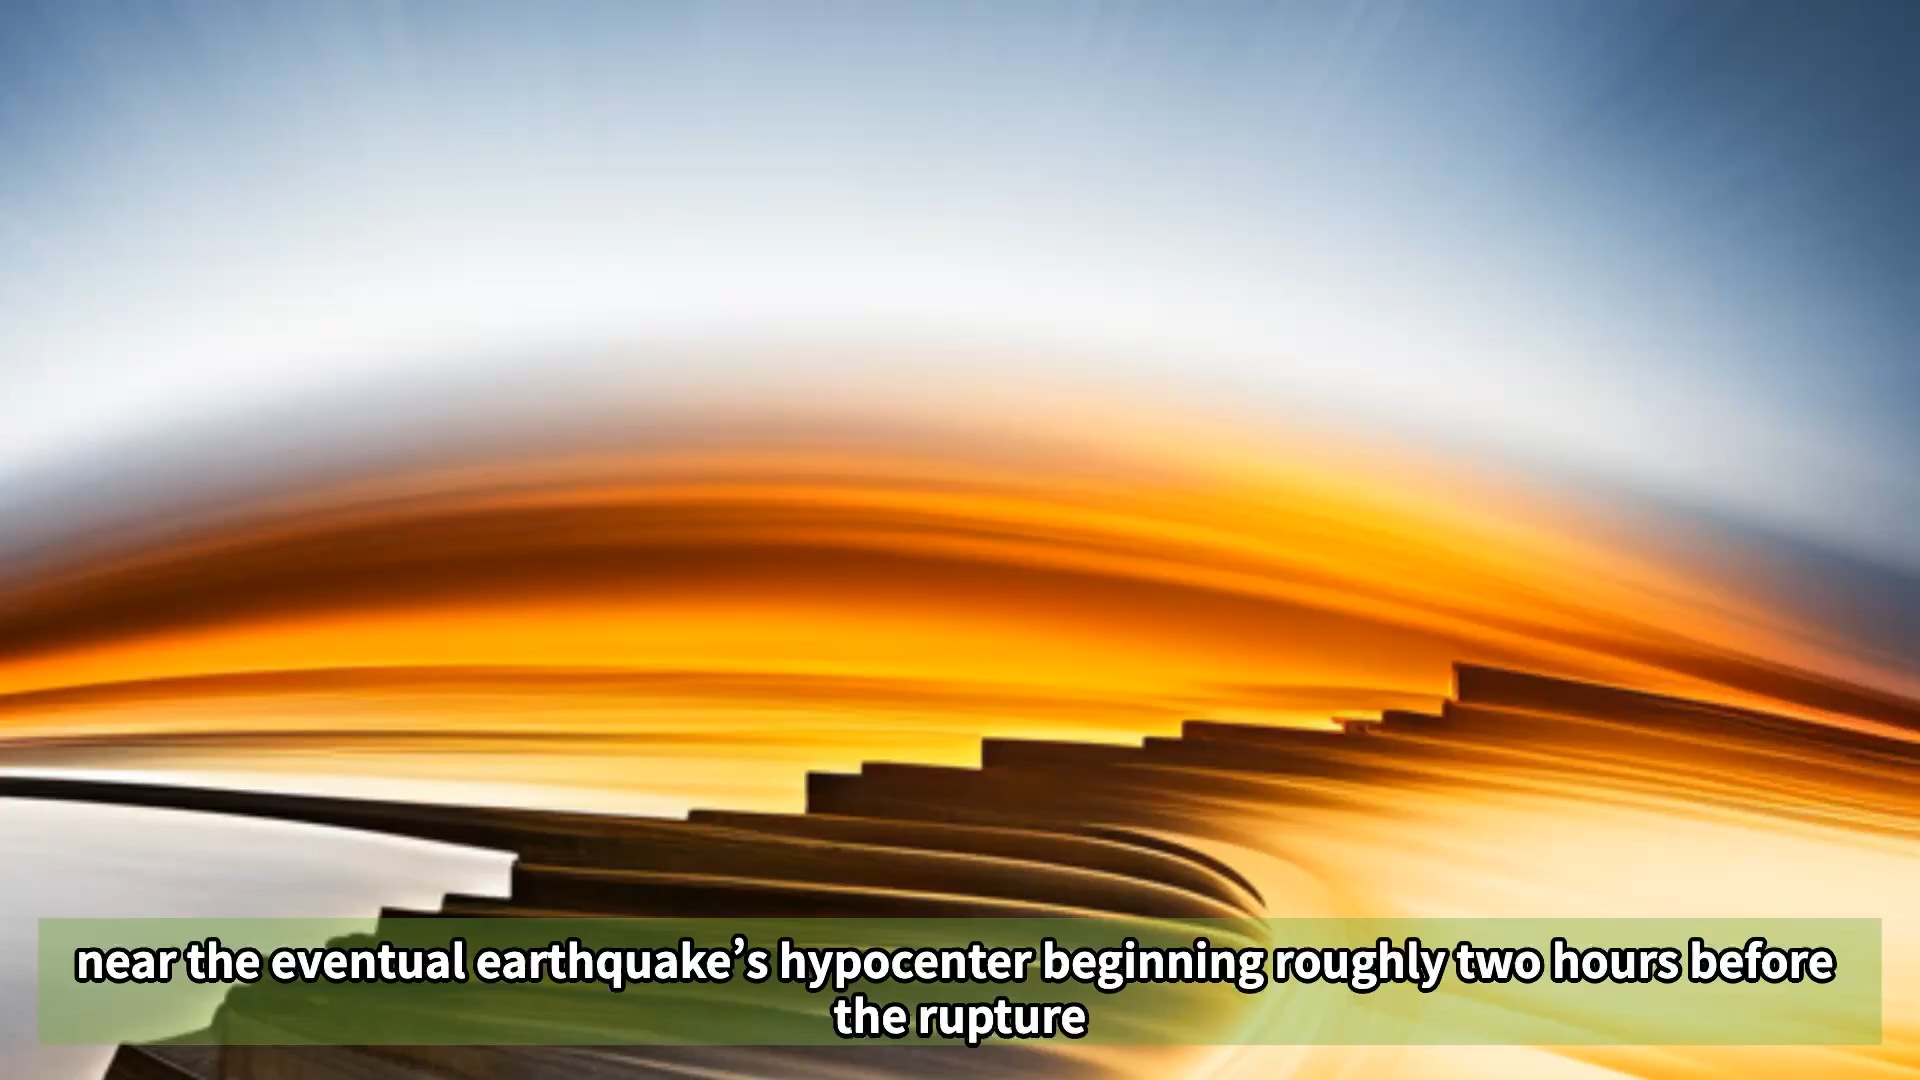 near the eventual earthquake’s hypocenter beginning roughly two hours before
the rupture